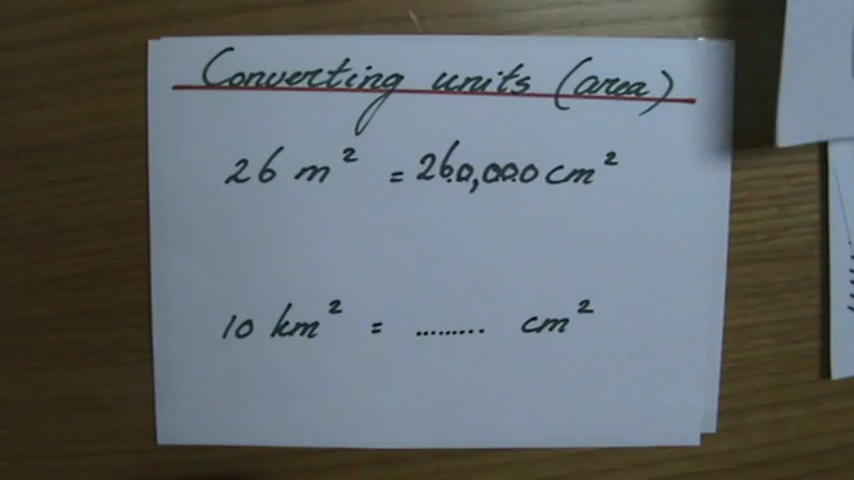 Converting units (area)
26 m² = 260,000 cm²
10 km² = ......... cm²